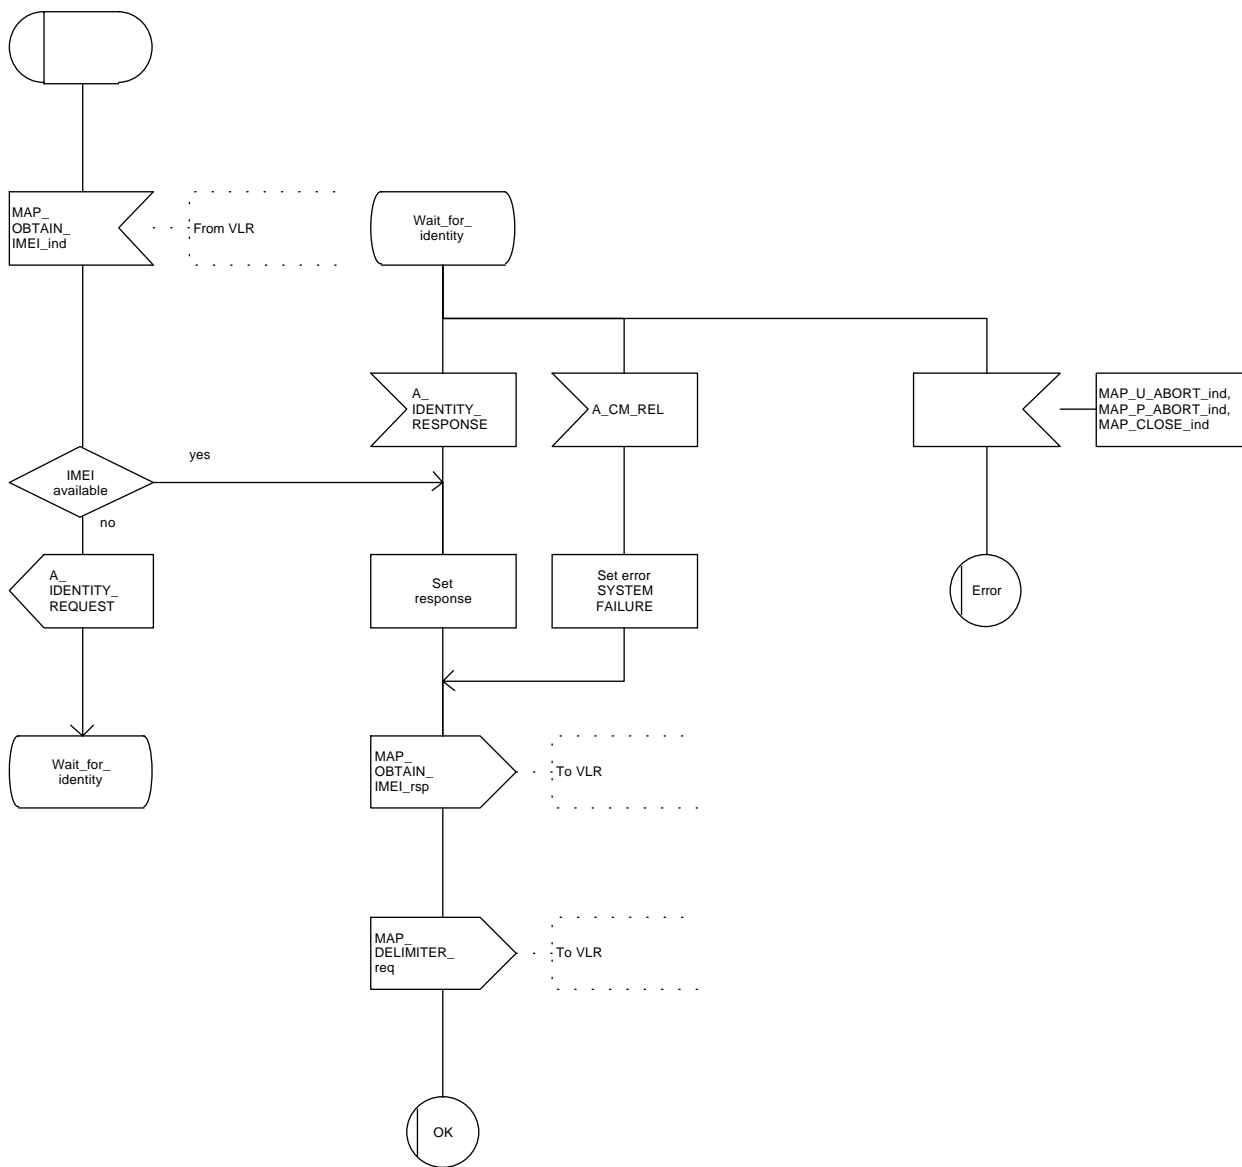 MAP_
OBTAIN_
IMEI_ind
From VLR
Wait_for_
identity
A_
IDENTITY_
RESPONSE
A_CM_REL
MAP_U_ABORT_ind,
MAP_P_ABORT_ind,
MAP_CLOSE_ind
IMEI
available
yes
no
A_
IDENTITY_
REQUEST
Set
response
Set error
SYSTEM
FAILURE
Error
Wait_for_
identity
MAP_
OBTAIN_
IMEI_rsp
To VLR
MAP_
DELIMITER_
req
To VLR
OK